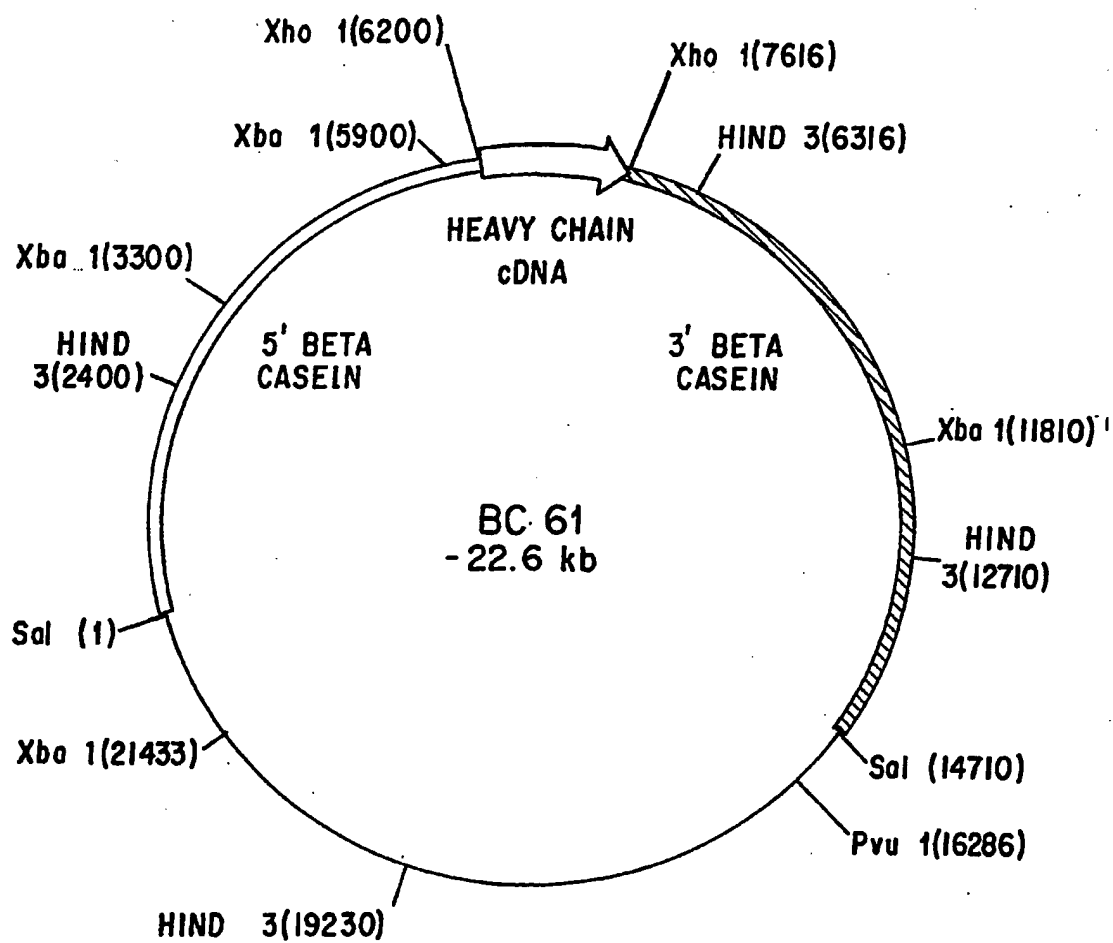 Xho 1(6200)
Xho 1(7616)
Xba 1(5900)
HIND 3(6316)
HEAVY CHAIN
cDNA
Xba 1(3300)
HIND
3(2400)
5' BETA
CASEIN
3' BETA
CASEIN
Xba 1(11810)
BC 61
-22.6 kb
HIND
3(12710)
Sal (1)
Xba 1(21433)
Sal (14710)
Pvu 1(16286)
HIND 3(19230)